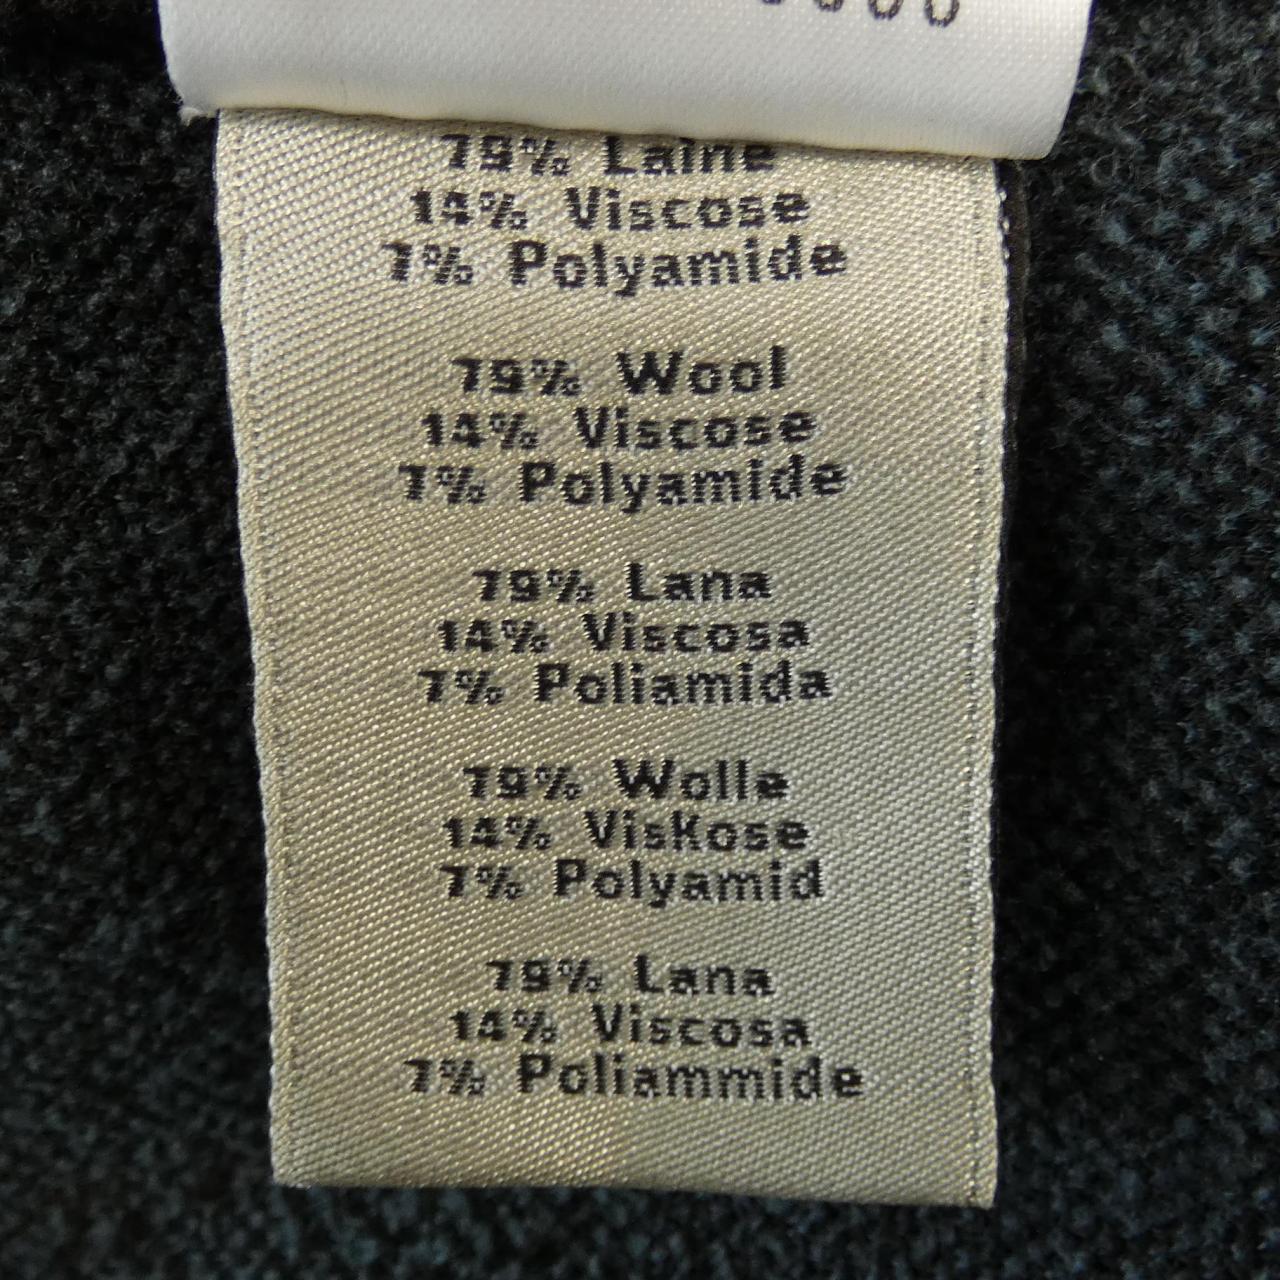 79% Laine
14% Viscose
7% Polyamide
79% Wool
14% Viscose
7% Polyamide
79% Lana
14% Viscosa
7% Poliamida
79% Wolle
14% Viskose
7% Polyamid
79% Lana
14% Viscosa
7% Poliammide